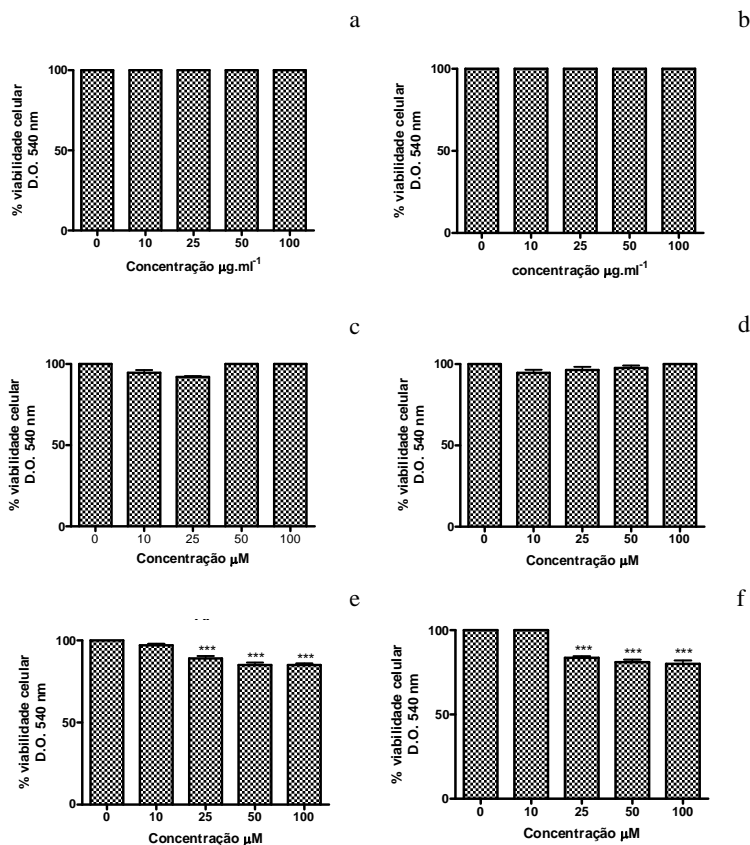 a
100
50
0
% viabilidade celular
D.O. 540 nm
0 10 25 50 100
Concentração µg.ml-1
b
100
50
0
% viabilidade celular
D.O. 540 nm
0 10 25 50 100
concentração µg.ml-1
c
100
50
0
% viabilidade celular
D.O. 540 nm
0 10 25 50 100
Concentração µM
d
100
50
0
% viabilidade celular
D.O. 540 nm
0 10 25 50 100
Concentração µM
e
100
50
0
% viabilidade celular
D.O. 540 nm
*** *** ***
0 10 25 50 100
Concentração µM
f
100
50
0
% viabilidade celular
D.O. 540 nm
*** *** ***
0 10 25 50 100
Concentração µM